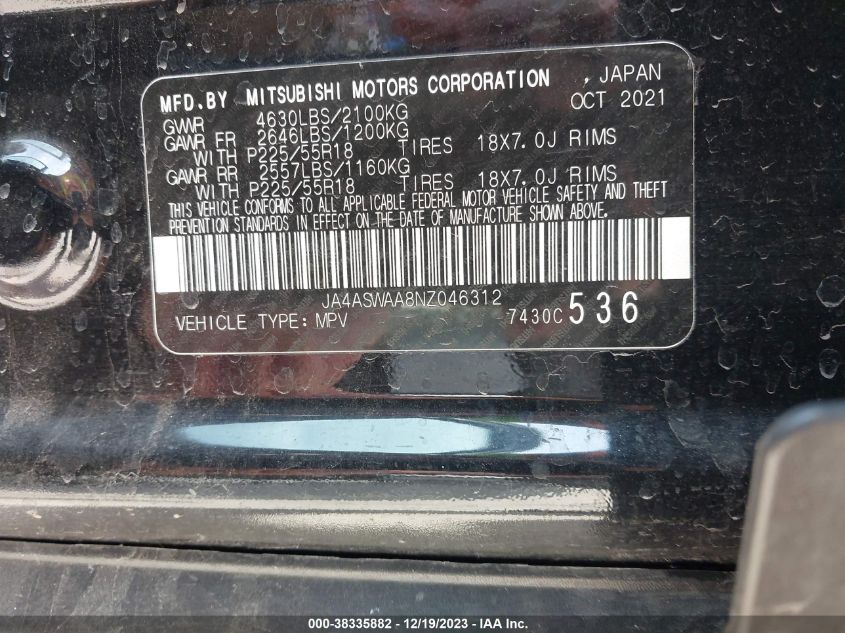 MFD.BY MITSUBISHI MOTORS CORPORATION , JAPAN
OCT 2021
GVWR 4630LBS/2100KG
GAWR FR 2646LBS/1200KG
WITH P225/55R18 TIRES 18X7.0J RIMS
GAWR RR 2557LBS/1160KG
WITH P225/55R18 TIRES 18X7.0J RIMS
THIS VEHICLE CONFORMS TO ALL APPLICABLE FEDERAL MOTOR VEHICLE SAFETY AND THEFT
PREVENTION STANDARDS IN EFFECT ON THE DATE OF MANUFACTURE SHOWN ABOVE.
JA4ASWAA8NZ046312
VEHICLE TYPE: MPV 7430C 536
000-38335882 - 12/19/2023 - IAA Inc.